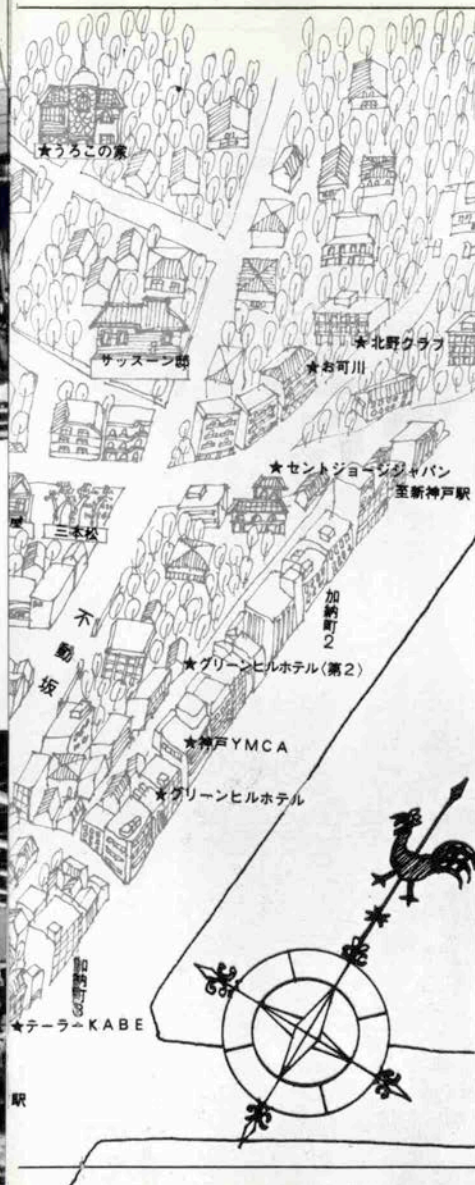 ★うろこの家
サッスーン邸
★北野クラブ
★お可川
★セントジョージジャパン
至新神戸駅
三本松
加納町2
不動坂
★グリーンヒルホテル(第2)
★神戸YMCA
★グリーンヒルホテル
加納町3
★テーラーKABE
駅